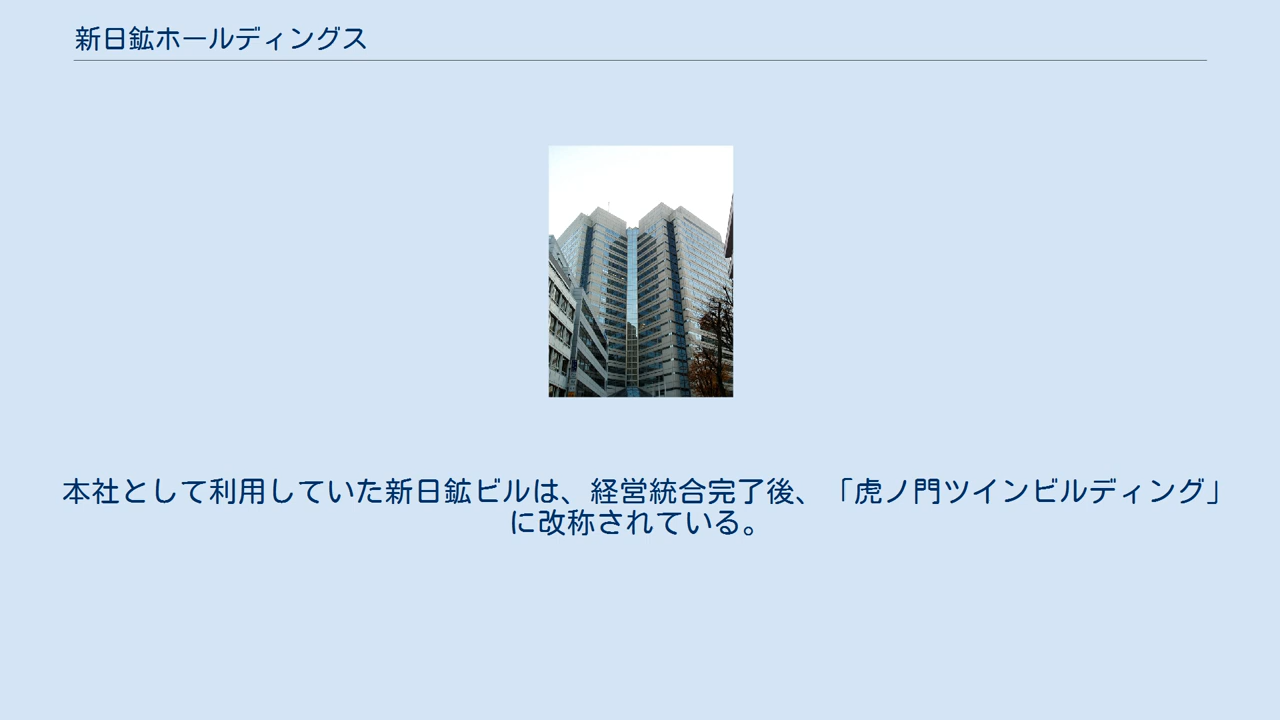 新日鉱ホールディングス
本社として利用していた新日鉱ビルは、経営統合完了後、「虎ノ門ツインビルディング」
に改称されている。